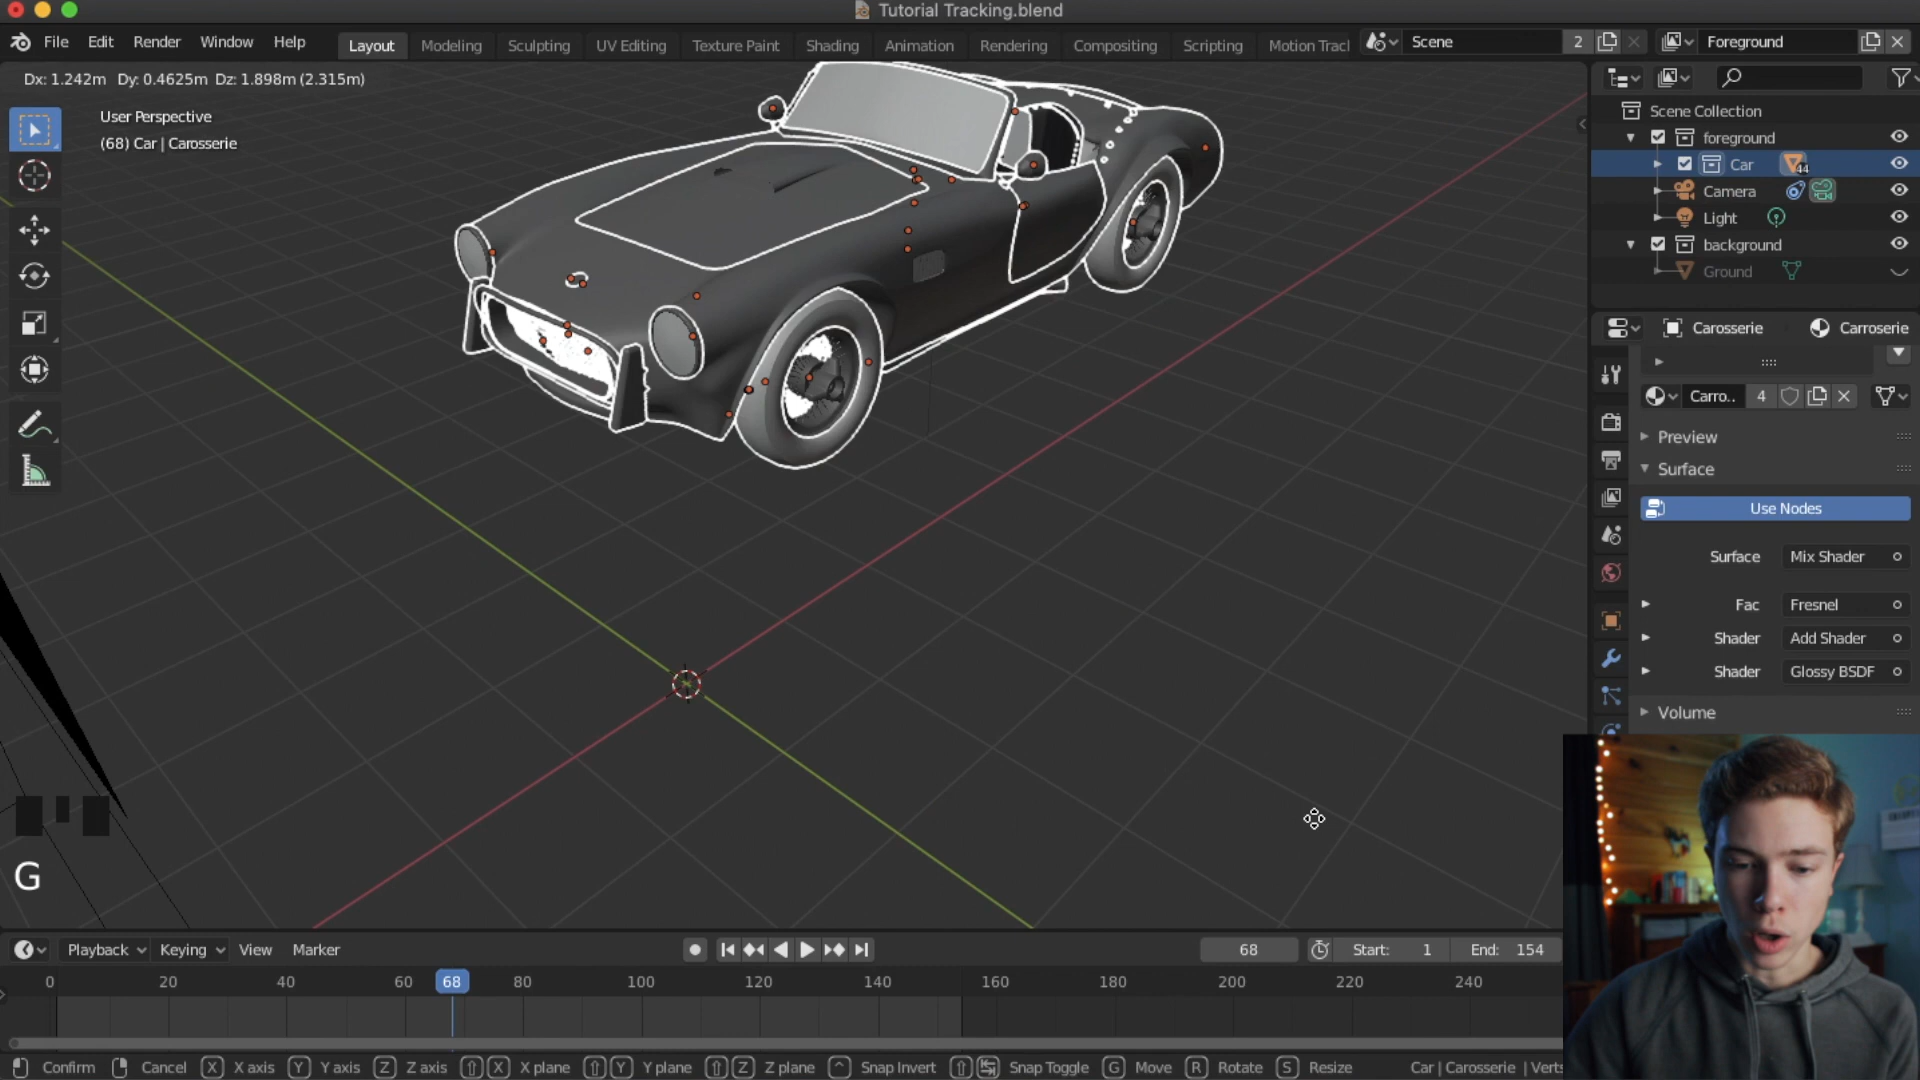 Tutorial Tracking.blend
File Edit Render Window Help Layout Modeling Sculpting UV Editing Texture Paint Shading Animation Rendering Compositing Scripting Motion Tracl Scene 2 Foreground
Dx: 1.242m Dy: 0.4625m Dz: 1.898m (2.315m)
User Perspective
(68) Car | Carosserie
Scene Collection
foreground
Car 44
Camera
Light
background
Ground
Carosserie Carroserie
Carro.. 4
Preview
Surface
Use Nodes
Surface Mix Shader
Fac Fresnel
Shader Add Shader
Shader Glossy BSDF
Volume
G
Playback Keying View Marker 68 Start: 1 End: 154
0 20 40 60 68 80 100 120 140 160 180 200 220 240
Confirm Cancel X X axis Y Y axis Z Z axis X X plane Y Y plane Z Z plane Snap Invert Snap Toggle G Move R Rotate S Resize Car | Carosserie | Verts